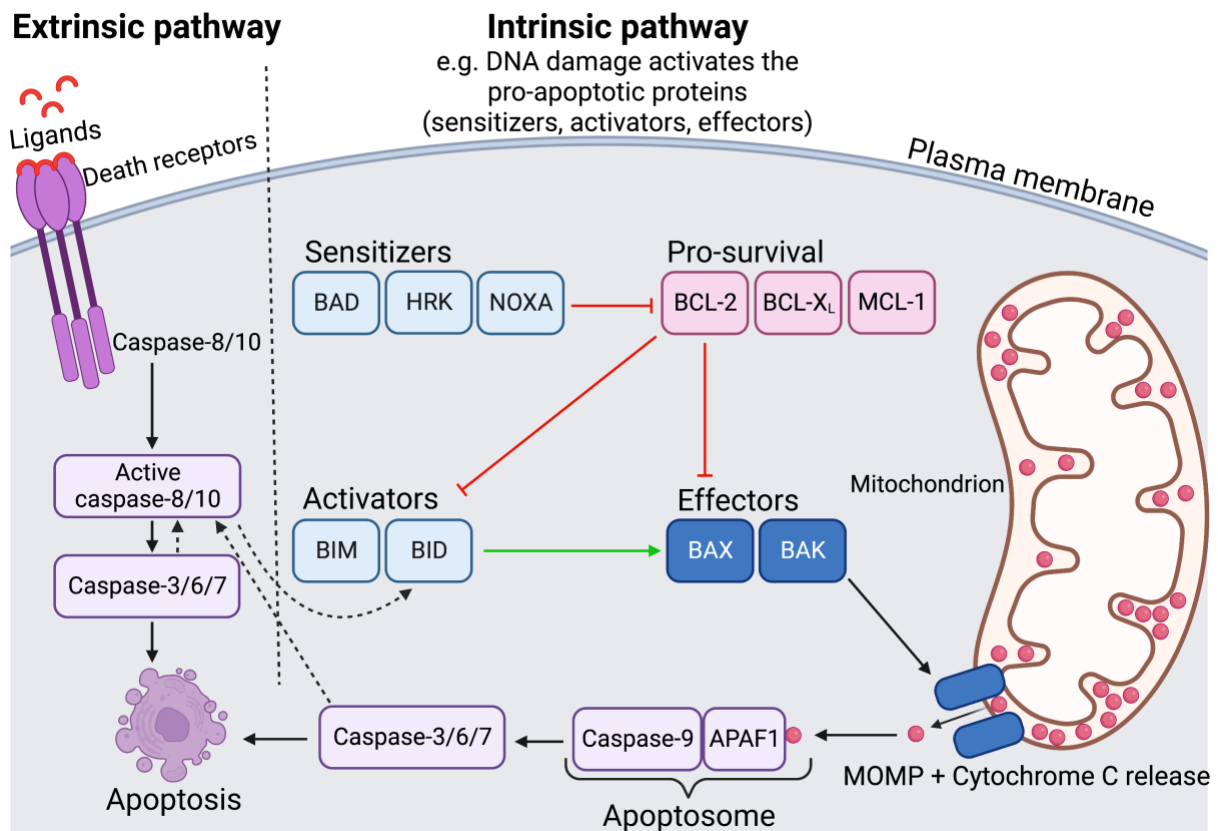 Extrinsic pathway
Intrinsic pathway
e.g. DNA damage activates the
pro-apoptotic proteins
(sensitizers, activators, effectors)
Ligands
Death receptors
Plasma membrane
Sensitizers
BAD HRK NOXA
Pro-survival
BCL-2 BCL-XL MCL-1
Caspase-8/10
Active
caspase-8/10
Caspase-3/6/7
Activators
BIM BID
Effectors
BAX BAK
Mitochondrion
Apoptosis
Caspase-3/6/7
Caspase-9 APAF1
Apoptosome
MOMP + Cytochrome C release